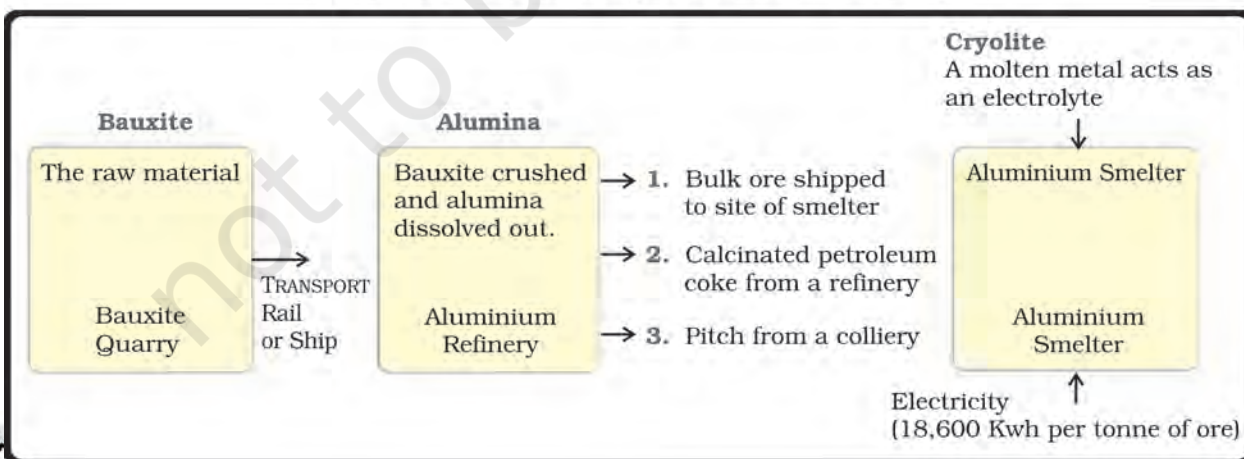 Bauxite
The raw material
Bauxite
Quarry
TRANSPORT
Rail
or Ship
Alumina
Bauxite crushed
and alumina
dissolved out.
Aluminium
Refinery
1. Bulk ore shipped
to site of smelter
2. Calcinated petroleum
coke from a refinery
3. Pitch from a colliery
Cryolite
A molten metal acts as
an electrolyte
Aluminium Smelter
Aluminium
Smelter
Electricity
(18,600 Kwh per tonne of ore)
not to b